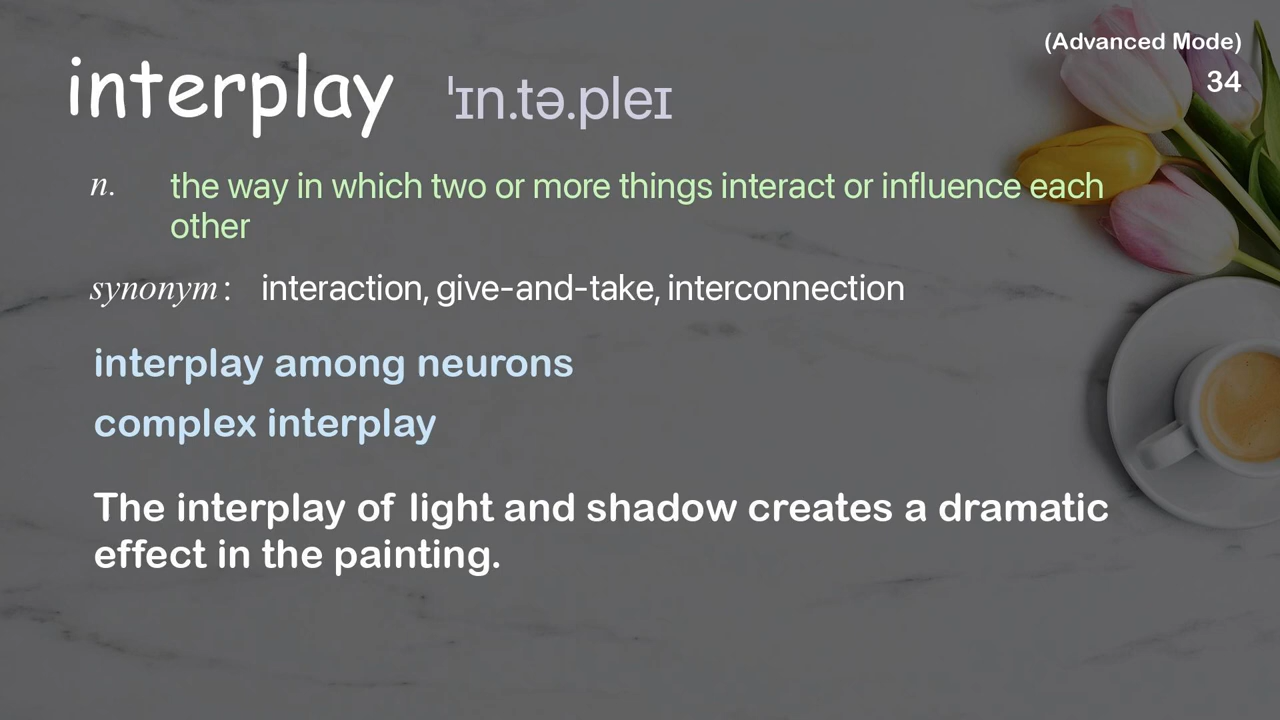 (Advanced Mode)
34
interplay ˈɪn.tə.pleɪ
n. the way in which two or more things interact or influence each
other
synonym: interaction, give-and-take, interconnection
interplay among neurons
complex interplay
The interplay of light and shadow creates a dramatic
effect in the painting.